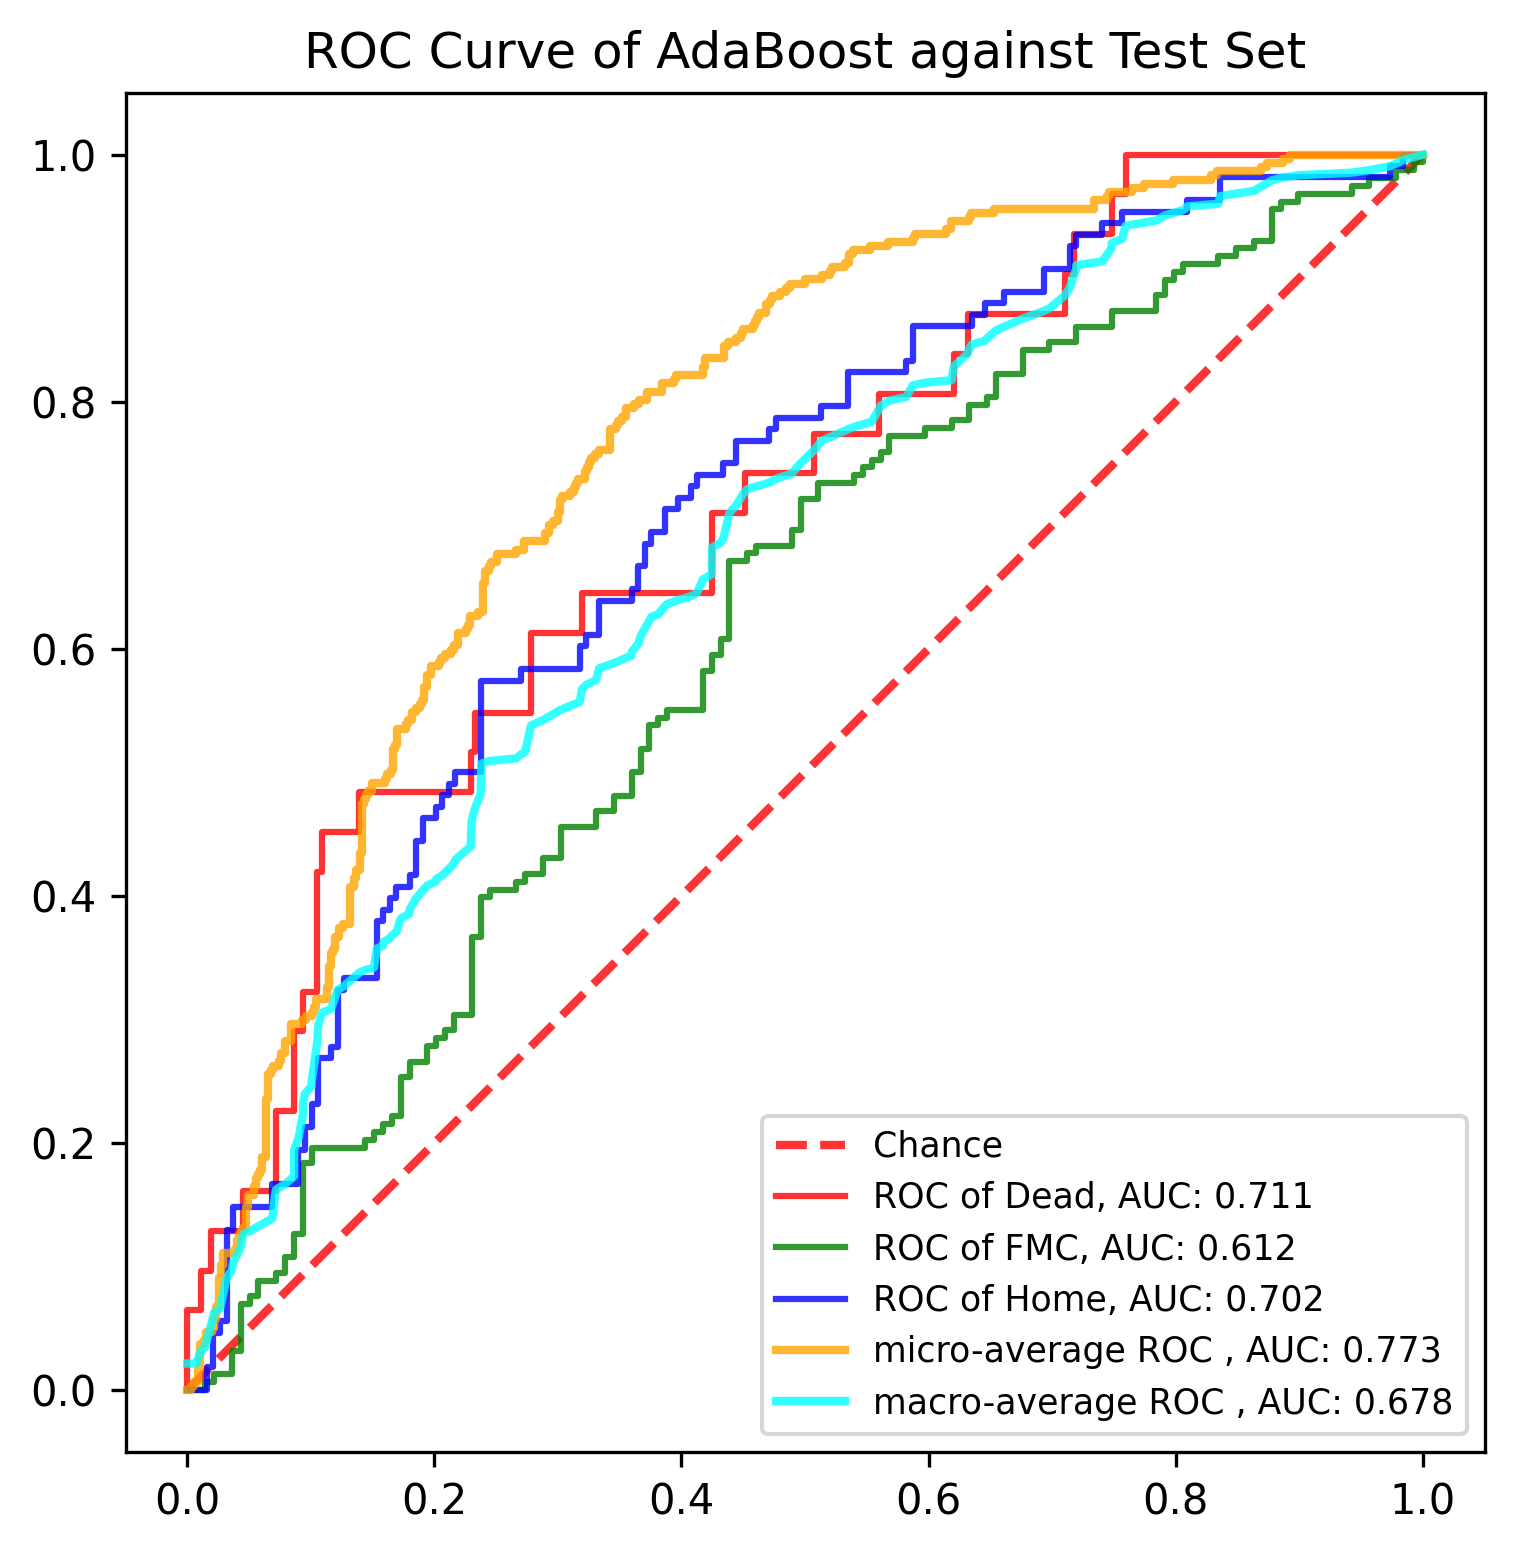 ROC Curve of AdaBoost against Test Set
1.0
0.8
0.6
0.4
0.2
0.0
Chance
ROC of Dead, AUC: 0.711
ROC of FMC, AUC: 0.612
ROC of Home, AUC: 0.702
micro-average ROC , AUC: 0.773
macro-average ROC , AUC: 0.678
0.0 0.2 0.4 0.6 0.8 1.0